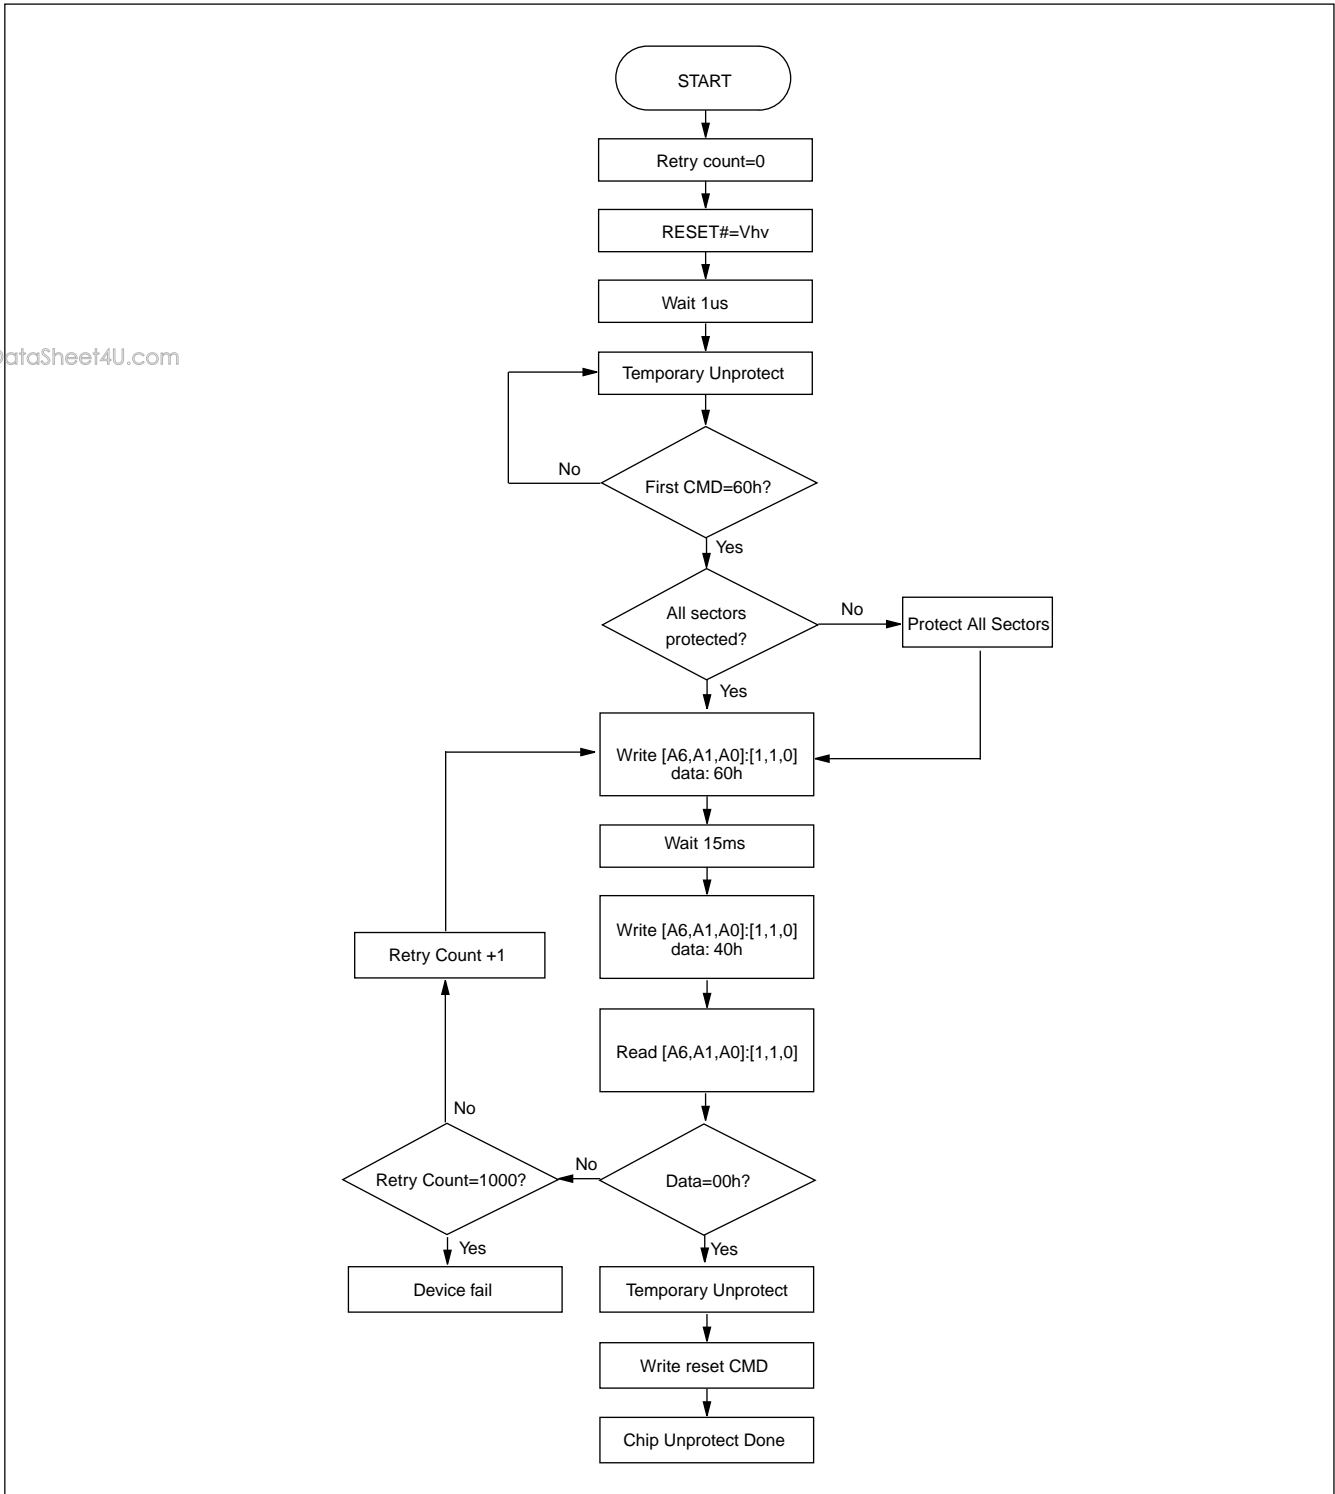 START
Retry count=0
RESET#=Vhv
Wait 1us
ataSheet4U.com
Temporary Unprotect
No
First CMD=60h?
Yes
All sectors
protected?
No
Protect All Sectors
Yes
Write [A6,A1,A0]:[1,1,0]
data: 60h
Wait 15ms
Write [A6,A1,A0]:[1,1,0]
data: 40h
Retry Count +1
Read [A6,A1,A0]:[1,1,0]
No
Retry Count=1000?
No
Data=00h?
Yes
Yes
Device fail
Temporary Unprotect
Write reset CMD
Chip Unprotect Done